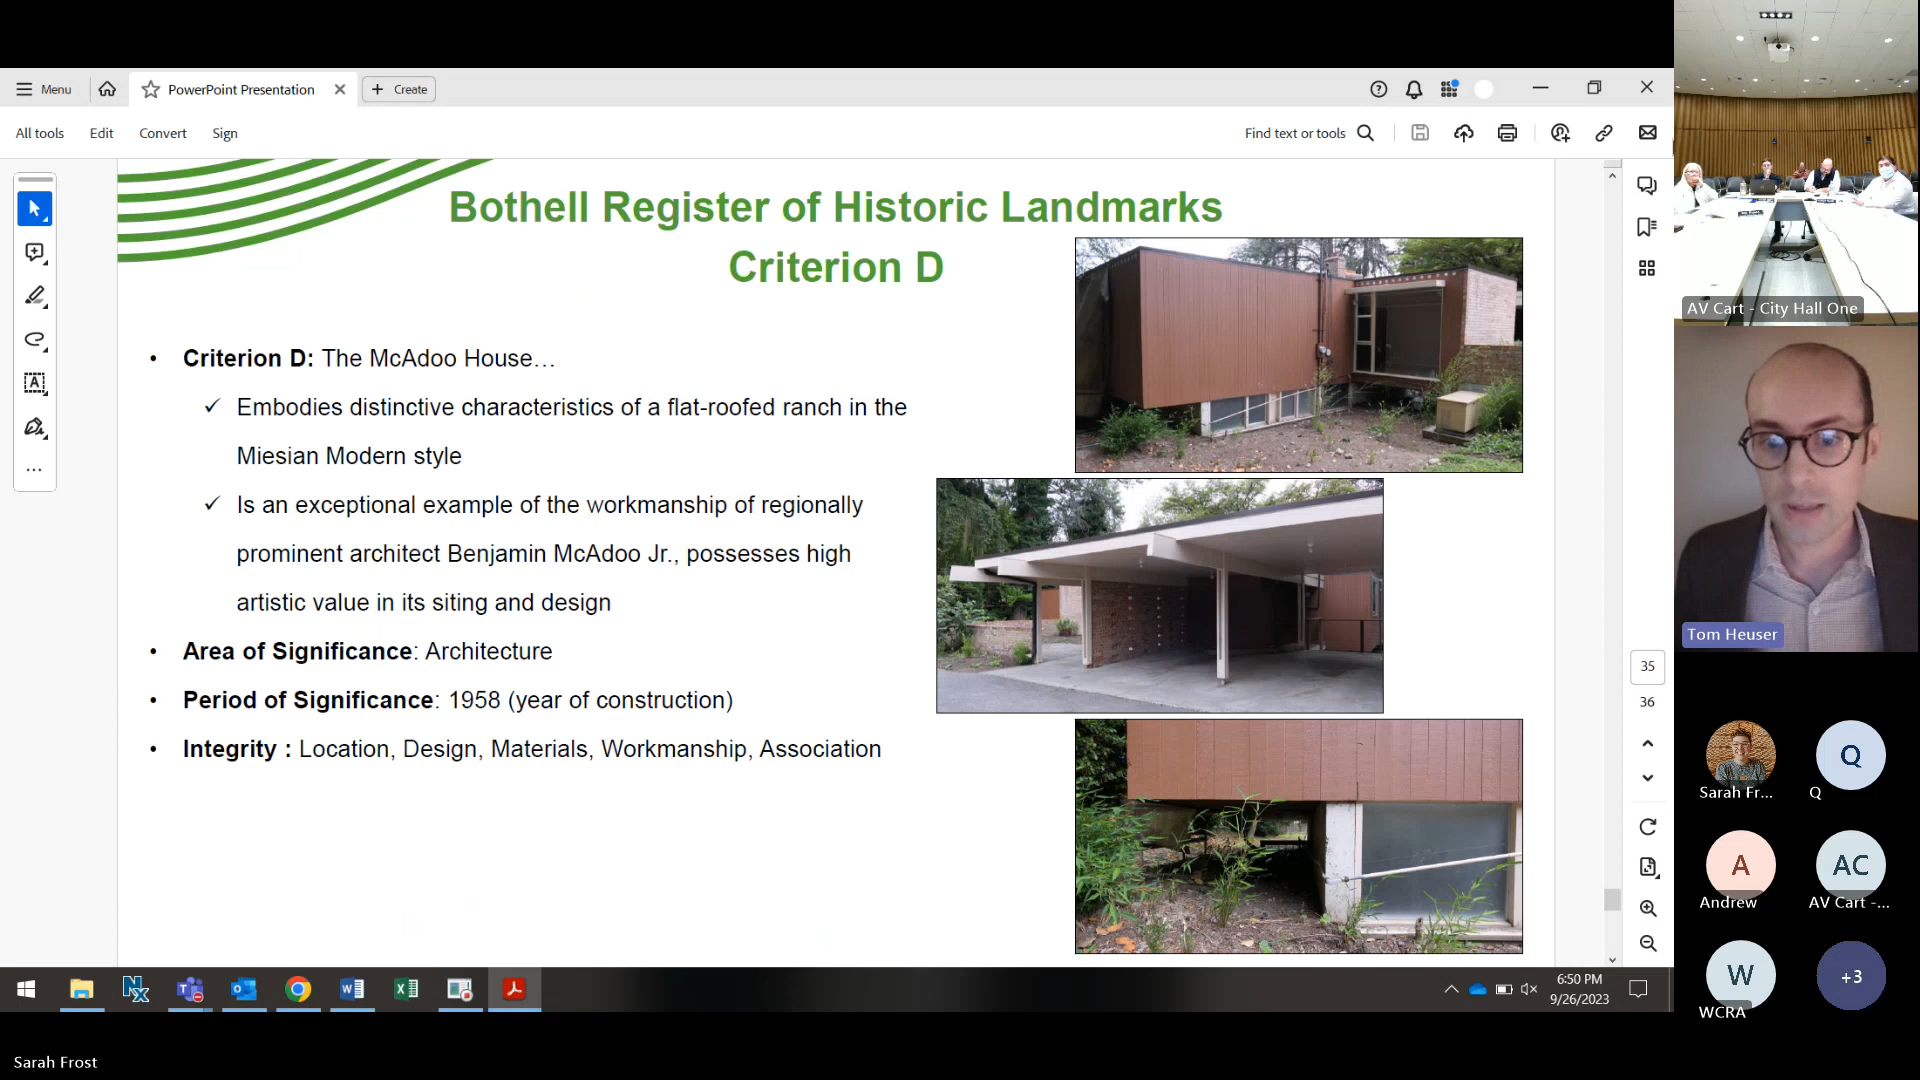 Menu
PowerPoint Presentation
Create
All tools
Edit
Convert
Sign
Find text or tools
Bothell Register of Historic Landmarks
Criterion D
• Criterion D: The McAdoo House…
✓ Embodies distinctive characteristics of a flat-roofed ranch in the
Miesian Modern style
✓ Is an exceptional example of the workmanship of regionally
prominent architect Benjamin McAdoo Jr., possesses high
artistic value in its siting and design
• Area of Significance: Architecture
• Period of Significance: 1958 (year of construction)
• Integrity : Location, Design, Materials, Workmanship, Association
35
36
6:50 PM
9/26/2023
Sarah Frost
AV Cart - City Hall One
Tom Heuser
Sarah Fr...
Q
Q
A
Andrew
AC
AV Cart -...
W
WCRA
+3